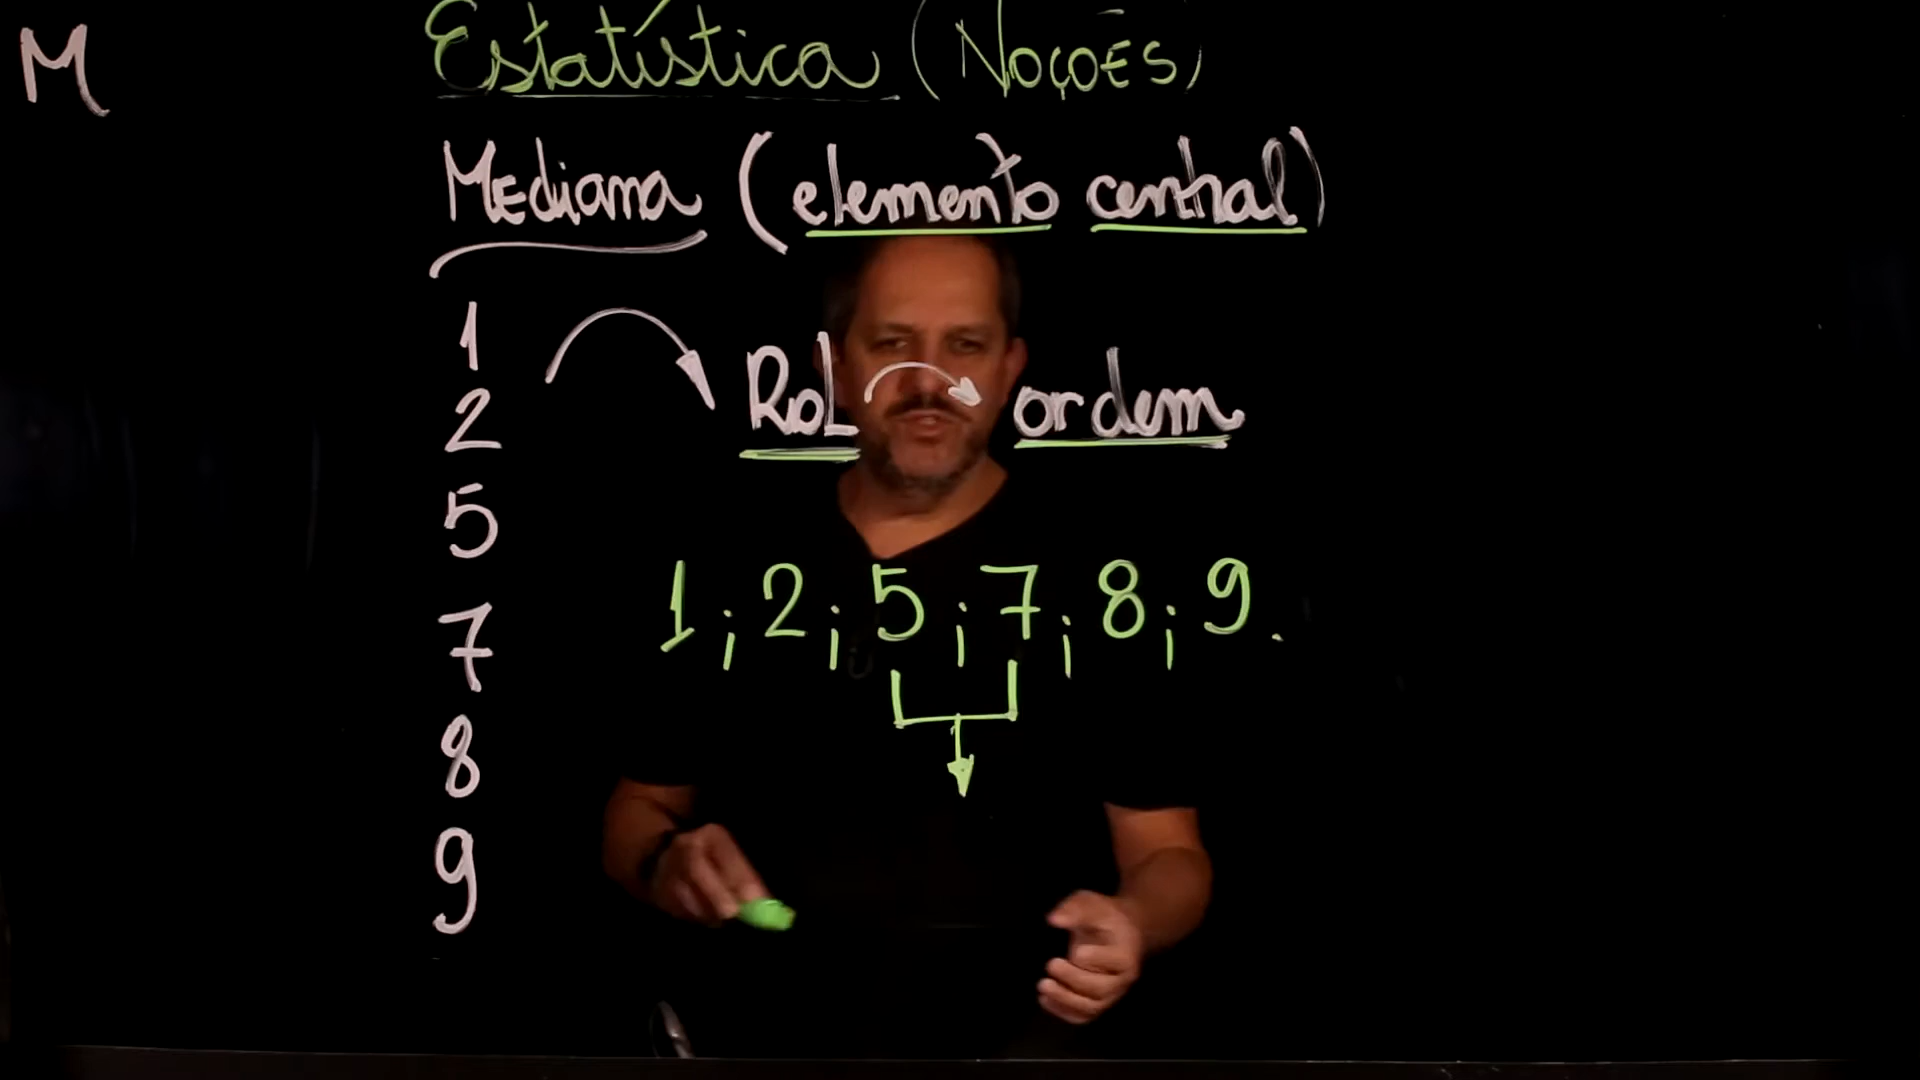 M
Estatística (Noções)
Mediana (elemento central)
1
2
5
7
8
9
Rol ordem
1; 2; 5; 7; 8; 9.